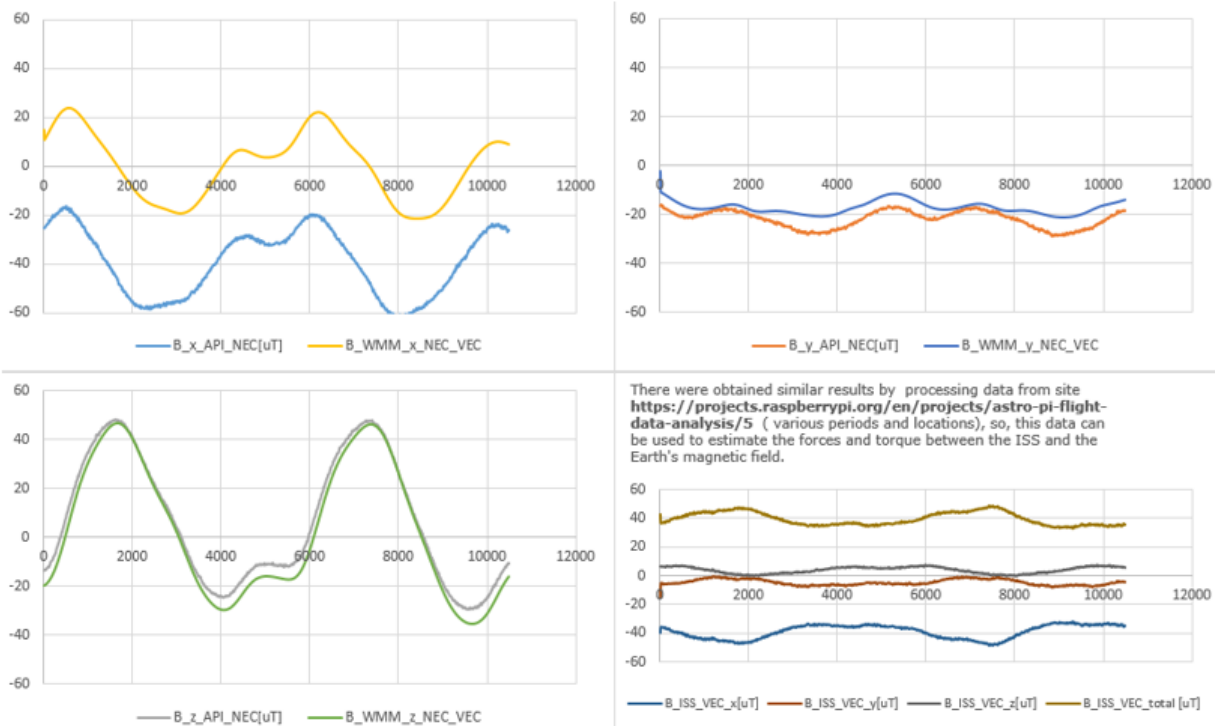 60
40
20
0
-20
-40
-60
0 2000 4000 6000 8000 10000 12000
B_x_API_NEC[uT] B_WMM_x_NEC_VEC
60
40
20
0
-20
-40
-60
0 2000 4000 6000 8000 10000 12000
B_y_API_NEC[uT] B_WMM_y_NEC_VEC
60
40
20
0
-20
-40
-60
0 2000 4000 6000 8000 10000 12000
B_z_API_NEC[uT] B_WMM_z_NEC_VEC
There were obtained similar results by processing data from site
https://projects.raspberrypi.org/en/projects/astro-pi-flight-
data-analysis/5 ( various periods and locations), so, this data can
be used to estimate the forces and torque between the ISS and the
Earth's magnetic field.
60
40
20
0
-20
-40
-60
0 2000 4000 6000 8000 10000 12000
B_ISS_VEC_x[uT] B_ISS_VEC_y[uT] B_ISS_VEC_z[uT] B_ISS_VEC_total [uT]